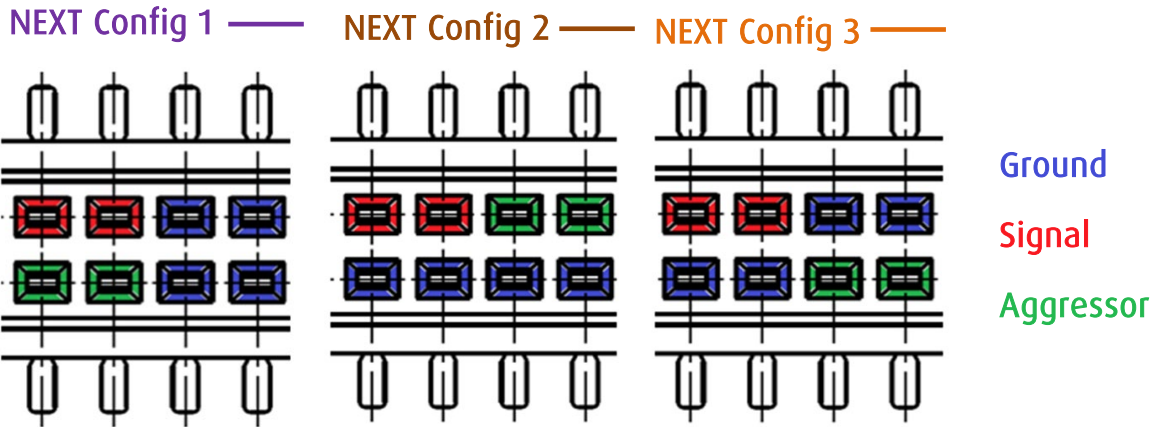 NEXT Config 1
NEXT Config 2
NEXT Config 3
Ground
Signal
Aggressor